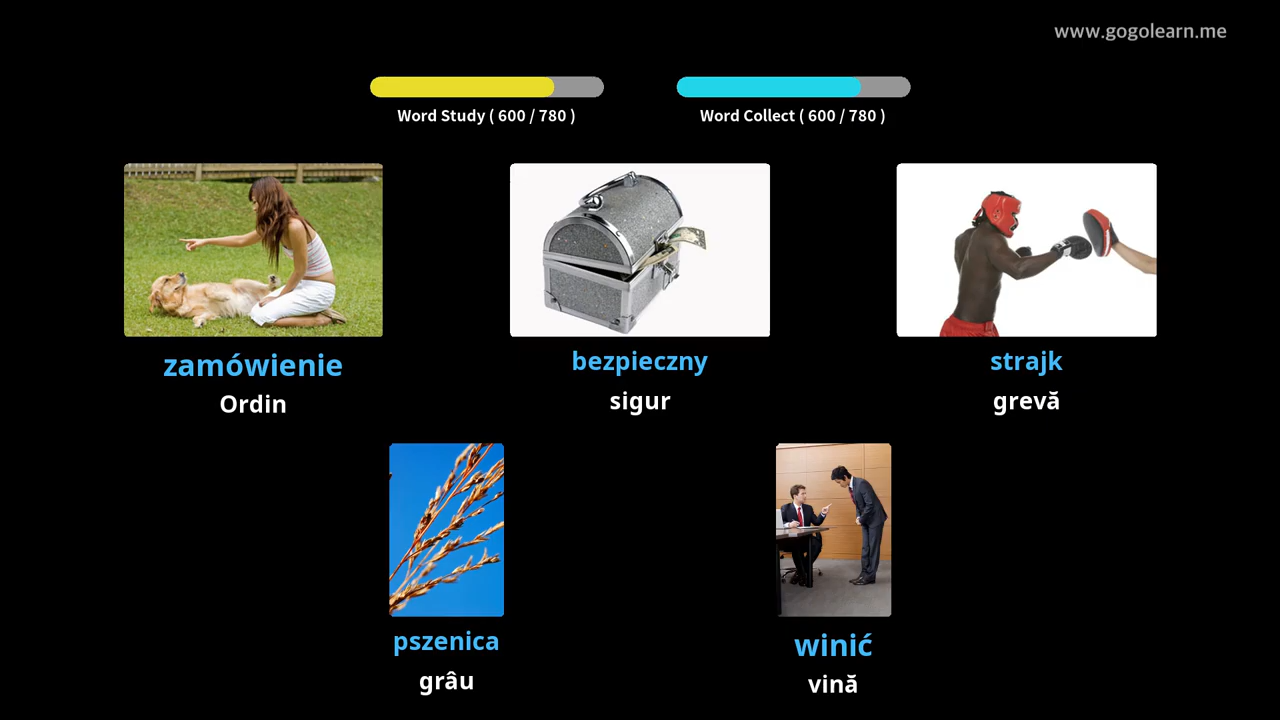 www.gogolearn.me
Word Study ( 600 / 780 )
Word Collect ( 600 / 780 )
zamówienie
Ordin
bezpieczny
sigur
strajk
grevă
pszenica
grâu
winić
vină